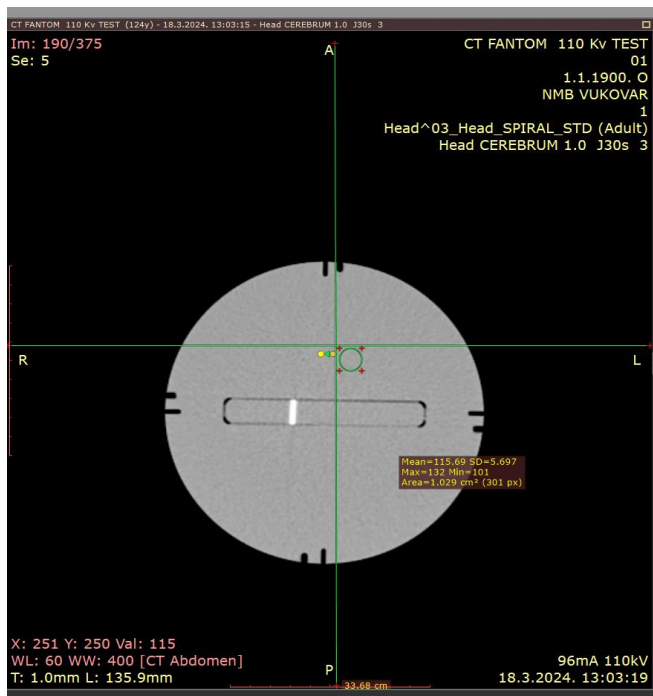 CT FANTOM 110 Kv TEST (124y) - 18.3.2024. 13:03:15 - Head CEREBRUM 1.0 J30s 3
Im: 190/375
Se: 5
A
CT FANTOM 110 Kv TEST
01
1.1.1900. O
NMB VUKOVAR
1
Head^03_Head_SPIRAL_STD (Adult)
Head CEREBRUM 1.0 J30s 3
R
L
Mean=115.69 SD=5.697
Max=132 Min=101
Area=1.029 cm² (301 px)
X: 251 Y: 250 Val: 115
WL: 60 WW: 400 [CT Abdomen]
T: 1.0mm L: 135.9mm
P
33.68 cm
96mA 110kV
18.3.2024. 13:03:19